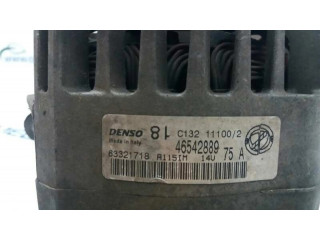 DENSO 81 C132 11100/2
Made in Italy
46542889
63321718 A115IM 14V 75 A